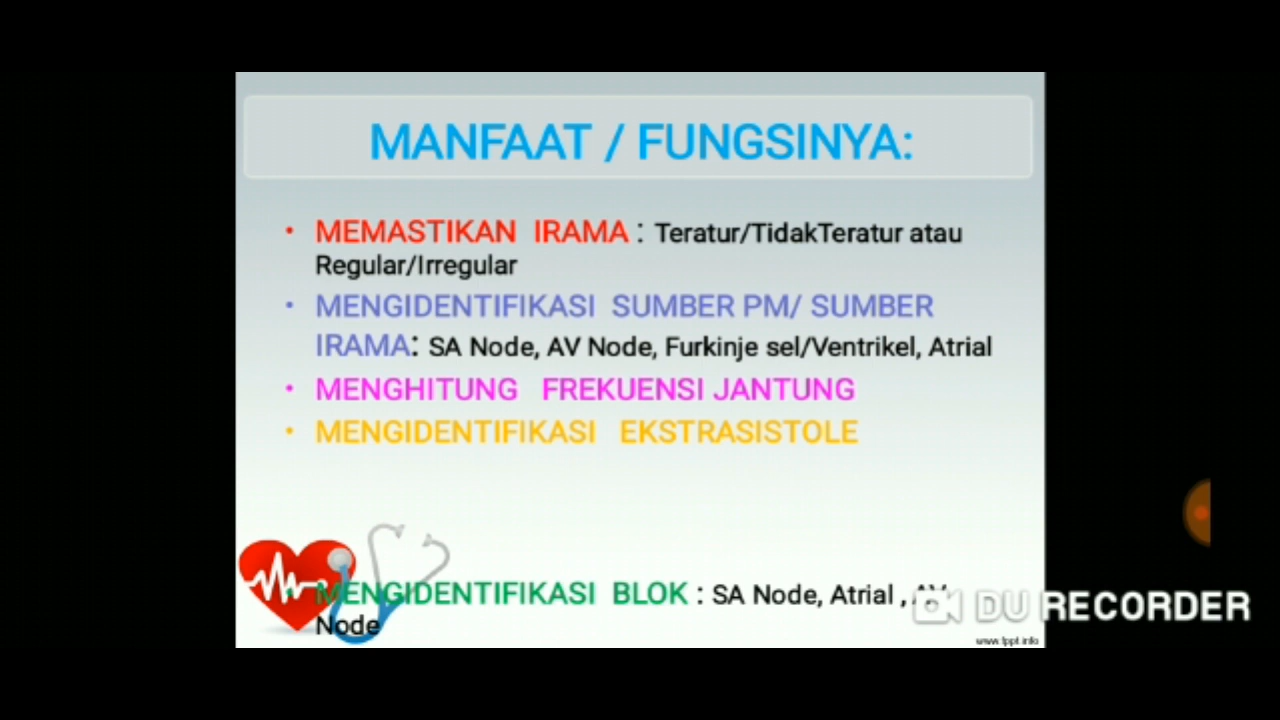 MANFAAT / FUNGSINYA:
• MEMASTIKAN IRAMA : Teratur/TidakTeratur atau
Regular/Irregular
• MENGIDENTIFIKASI SUMBER PM/ SUMBER
IRAMA: SA Node, AV Node, Furkinje sel/Ventrikel, Atrial
• MENGHITUNG FREKUENSI JANTUNG
• MENGIDENTIFIKASI EKSTRASISTOLE
• MENGIDENTIFIKASI BLOK : SA Node, Atrial , AV
Node
DU RECORDER
www.fppt.info